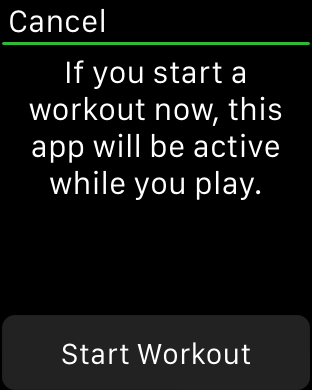 Cancel
If you start a
workout now, this
app will be active
while you play.
Start Workout